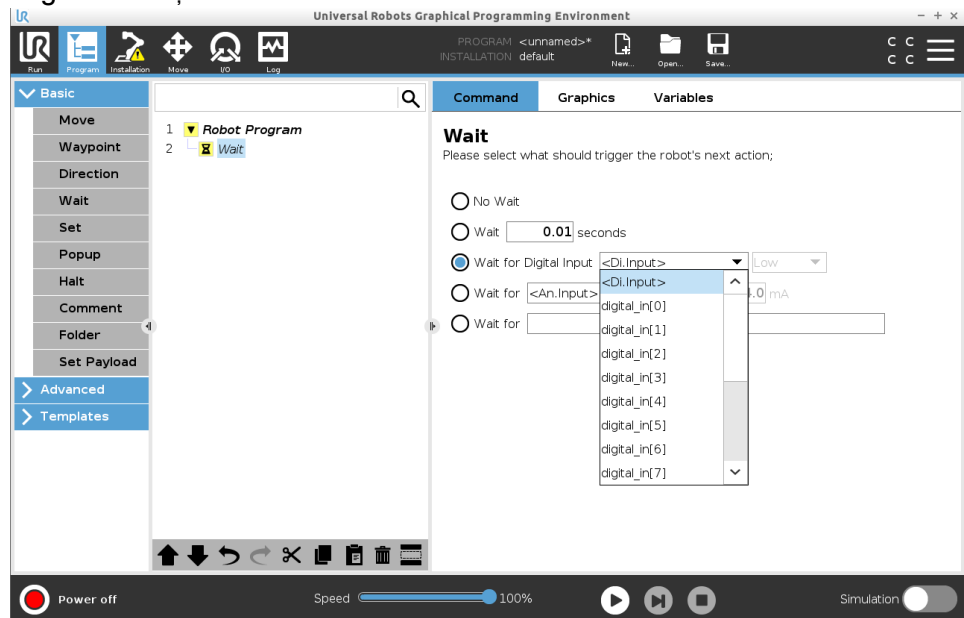 Universal Robots Graphical Programming Environment
UR
PROGRAM <unnamed>*
INSTALLATION default
Run Program Installation Move I/O Log New... Open... Save...
C C
C C
Basic
Move
Waypoint
Direction
Wait
Set
Popup
Halt
Comment
Folder
Set Payload
Advanced
Templates
1 Robot Program
2 Wait
Command Graphics Variables
Wait
Please select what should trigger the robot's next action;
No Wait
Wait 0.01 seconds
Wait for Digital Input <Di.Input> Low
Wait for <An.Input> .0 mA
Wait for
<Di.Input>
digital_in[0]
digital_in[1]
digital_in[2]
digital_in[3]
digital_in[4]
digital_in[5]
digital_in[6]
digital_in[7]
Power off Speed 100% Simulation